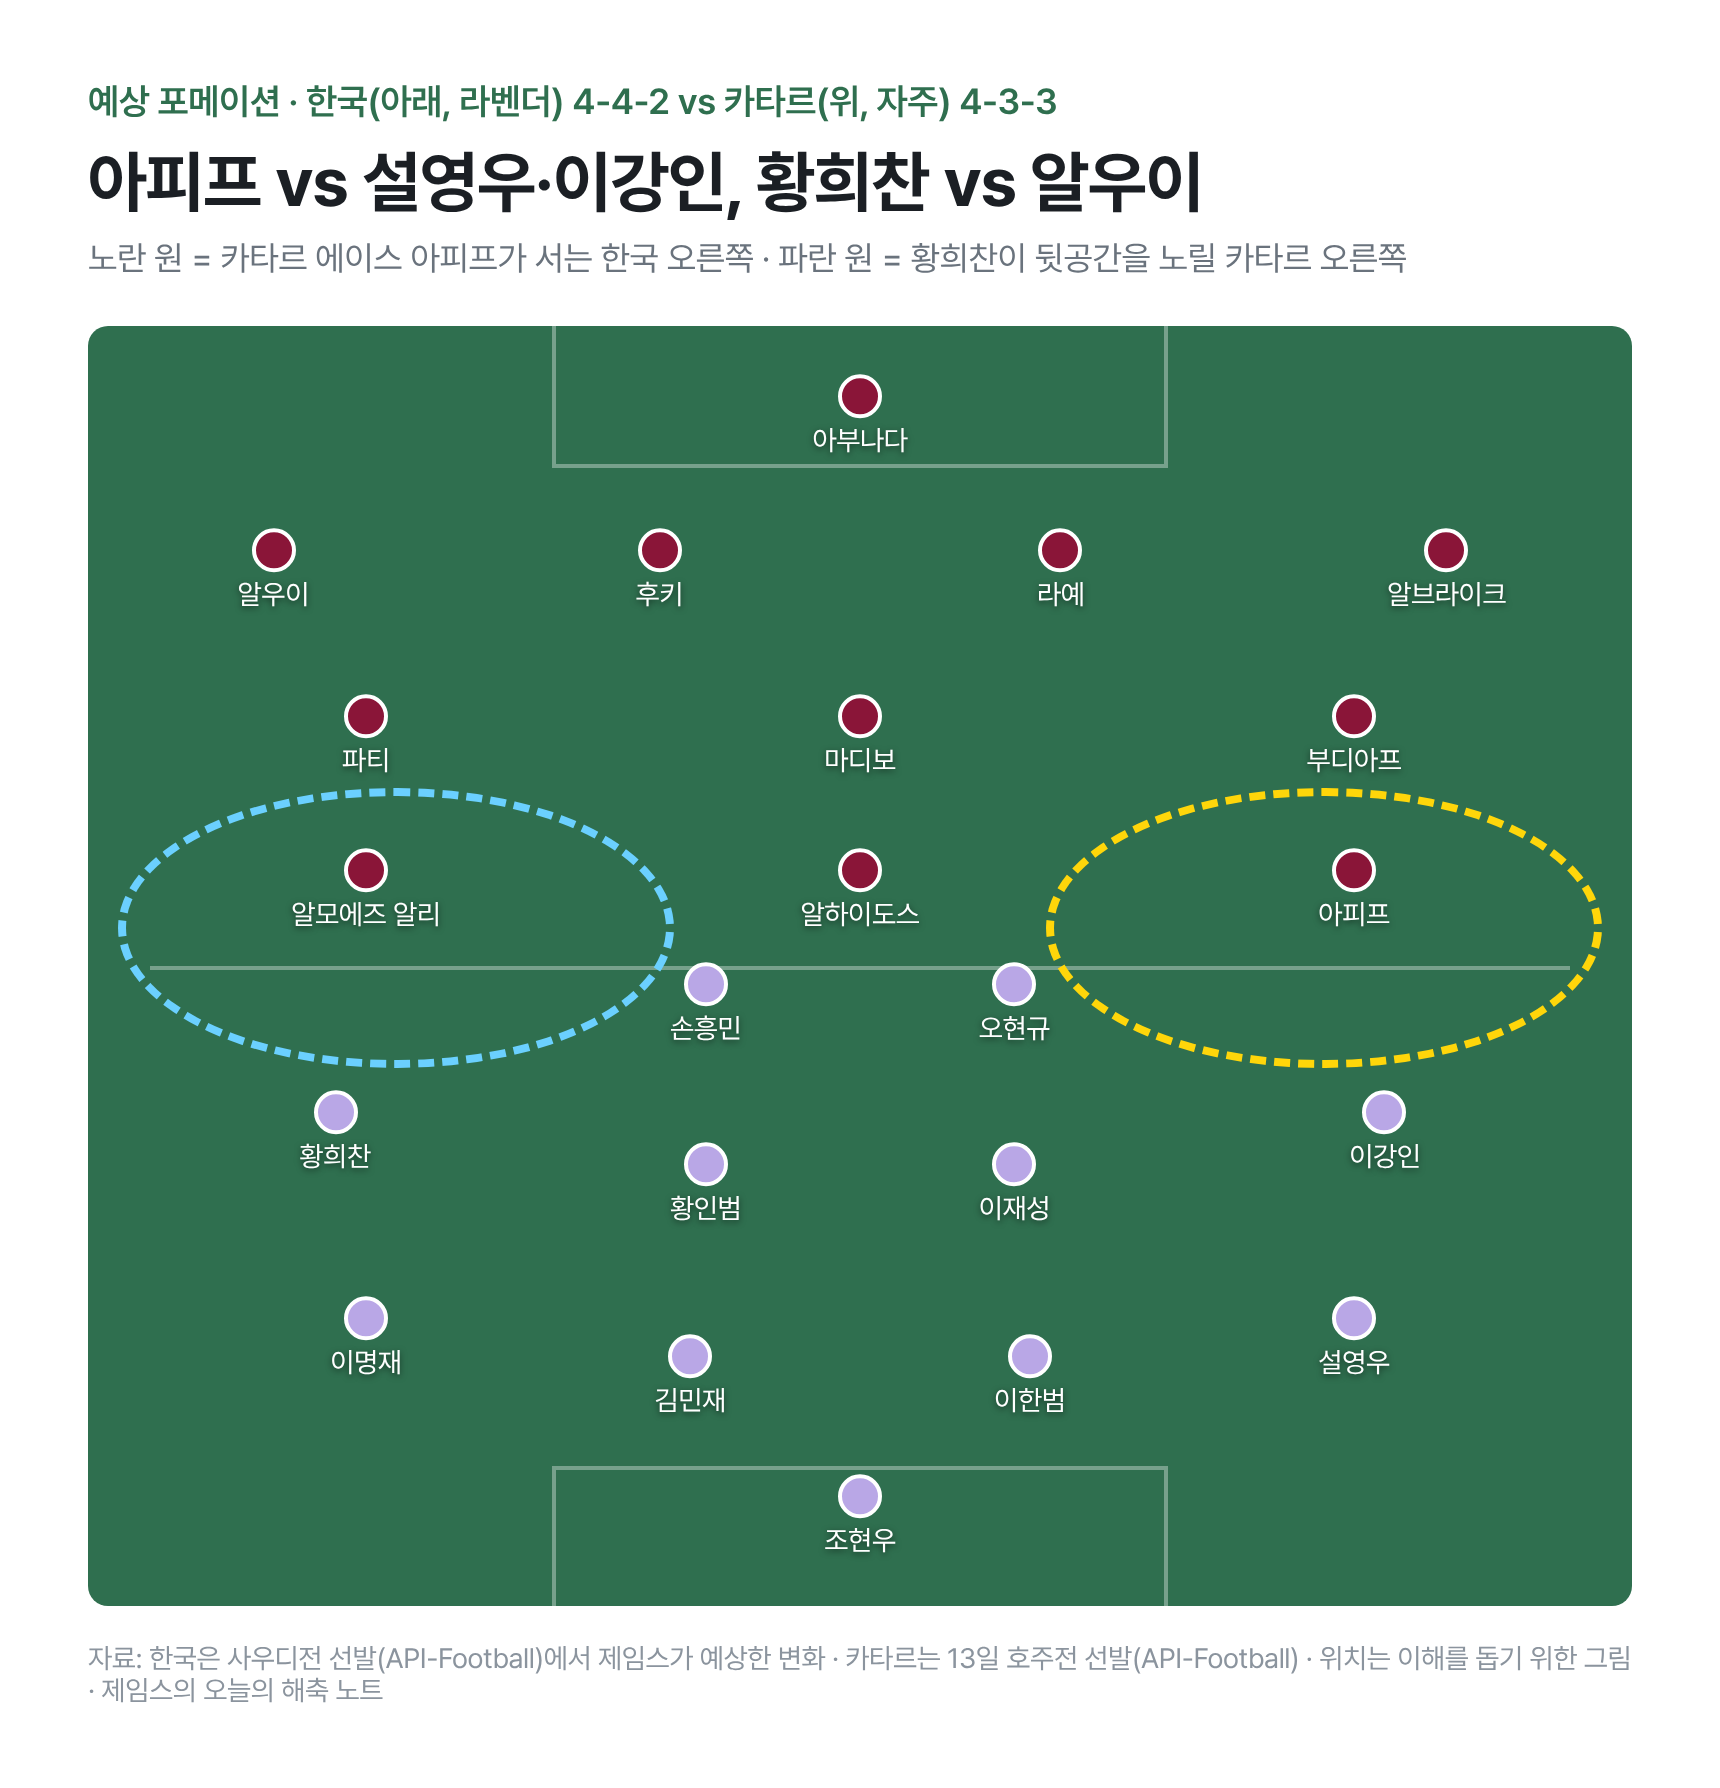 예상 포메이션 · 한국(아래, 라벤더) 4-4-2 vs 카타르(위, 자주) 4-3-3
아피프 vs 설영우·이강인, 황희찬 vs 알우이
노란 원 = 카타르 에이스 아피프가 서는 한국 오른쪽 · 파란 원 = 황희찬이 뒷공간을 노릴 카타르 오른쪽
아부나다
알우이 후키 라예 알브라이크
파티 마디보 부디아프
알모에즈 알리 알하이도스 아피프
손흥민 오현규
황희찬 이강인
황인범 이재성
이명재 설영우
김민재 이한범
조현우
자료: 한국은 사우디전 선발(API-Football)에서 제임스가 예상한 변화 · 카타르는 13일 호주전 선발(API-Football) · 위치는 이해를 돕기 위한 그림
· 제임스의 오늘의 해축 노트